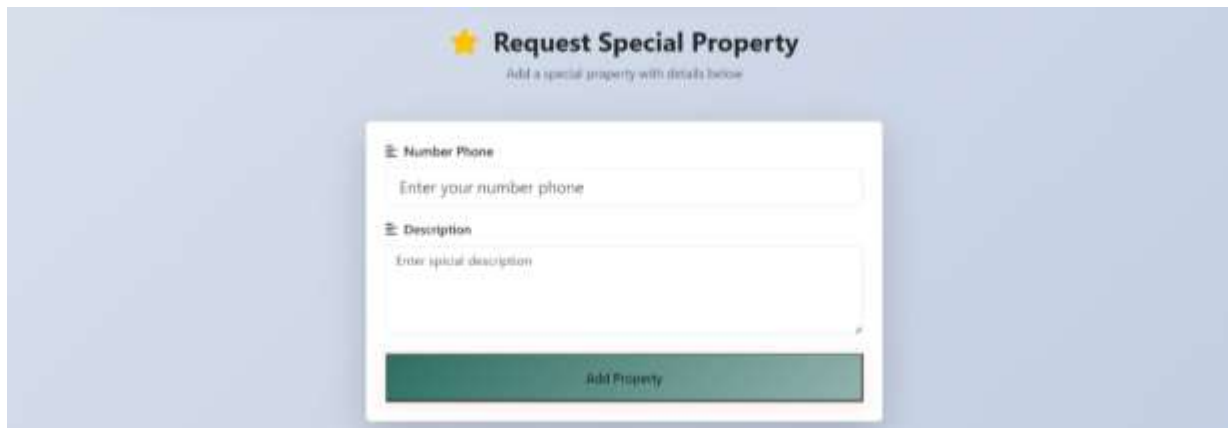 Request Special Property
Add a special property with details below
Number Phone
Enter your number phone
Description
Enter spicial description
Add Property